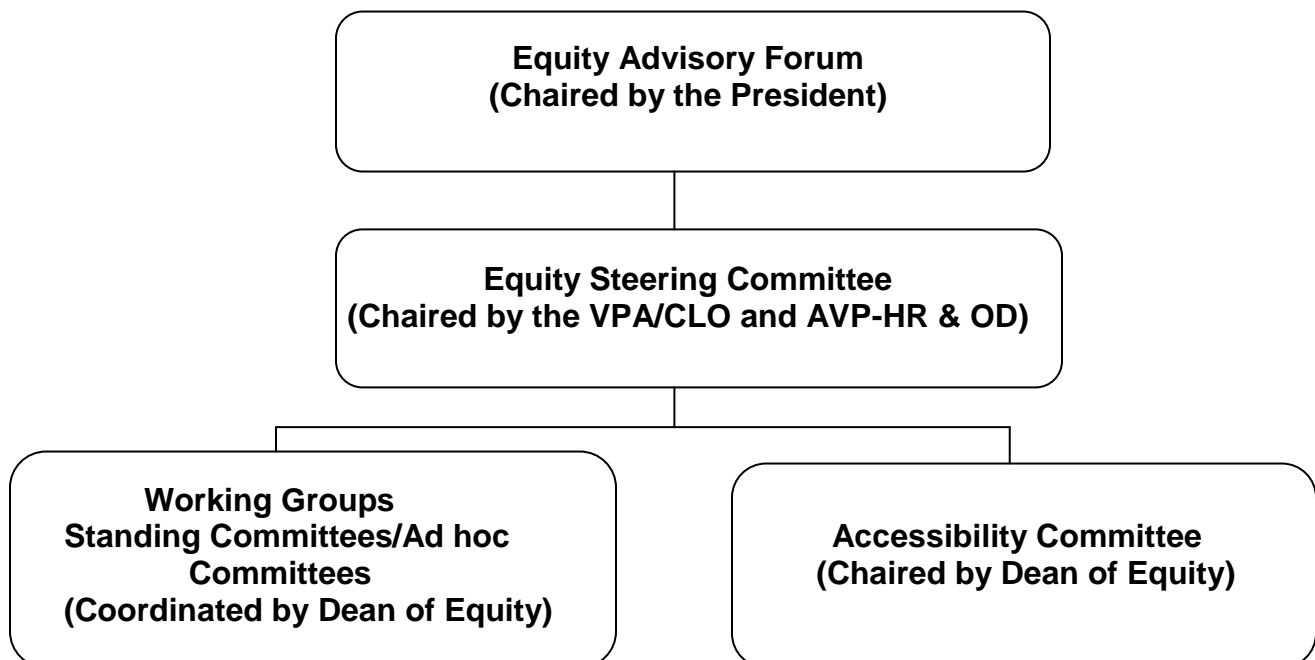 Equity Advisory Forum
(Chaired by the President)
Equity Steering Committee
(Chaired by the VPA/CLO and AVP-HR & OD)
Working Groups
Standing Committees/Ad hoc
Committees
(Coordinated by Dean of Equity)
Accessibility Committee
(Chaired by Dean of Equity)